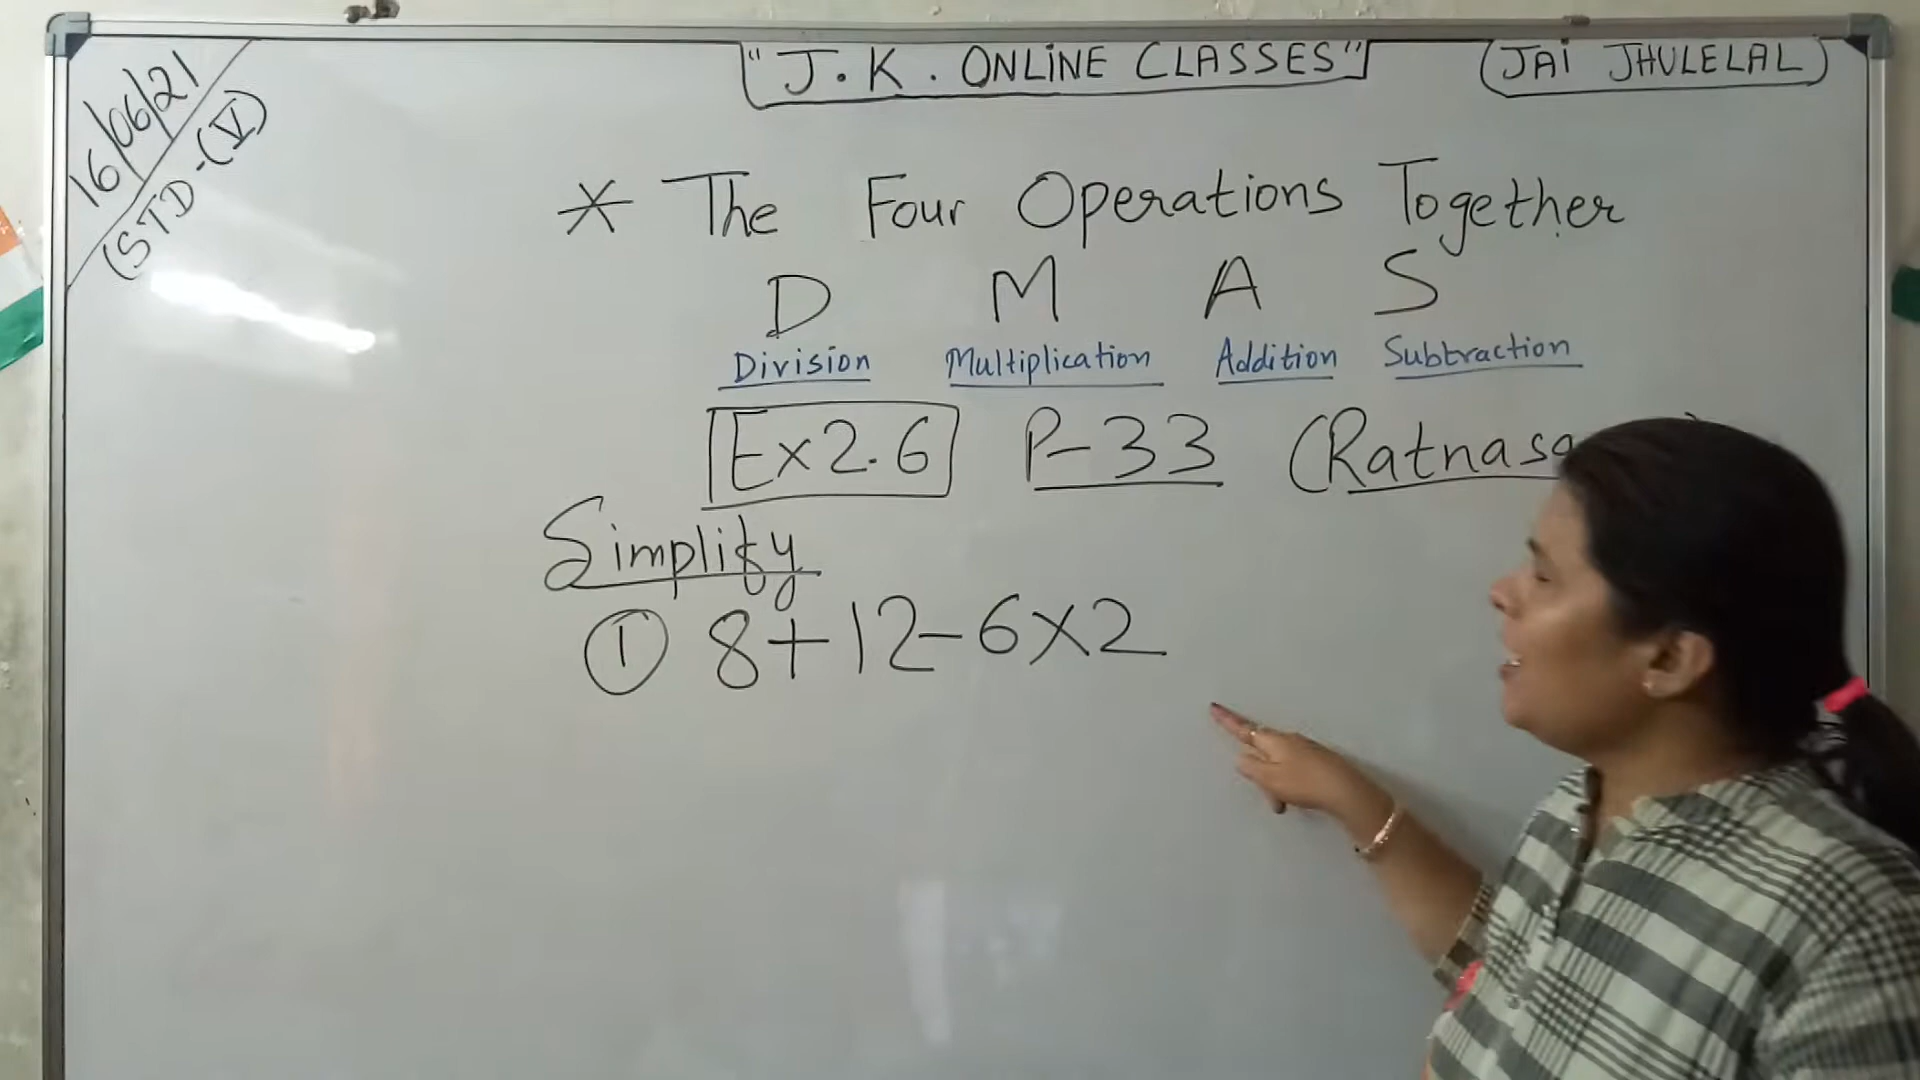 16/06/21
(STD-(V)
"J.K. ONLINE CLASSES"
(JAI JHULELAL)
* The Four Operations Together
D M A S
Division Multiplication Addition Subtraction
Ex2.6 P-33
Simplify
① 8+12-6×2